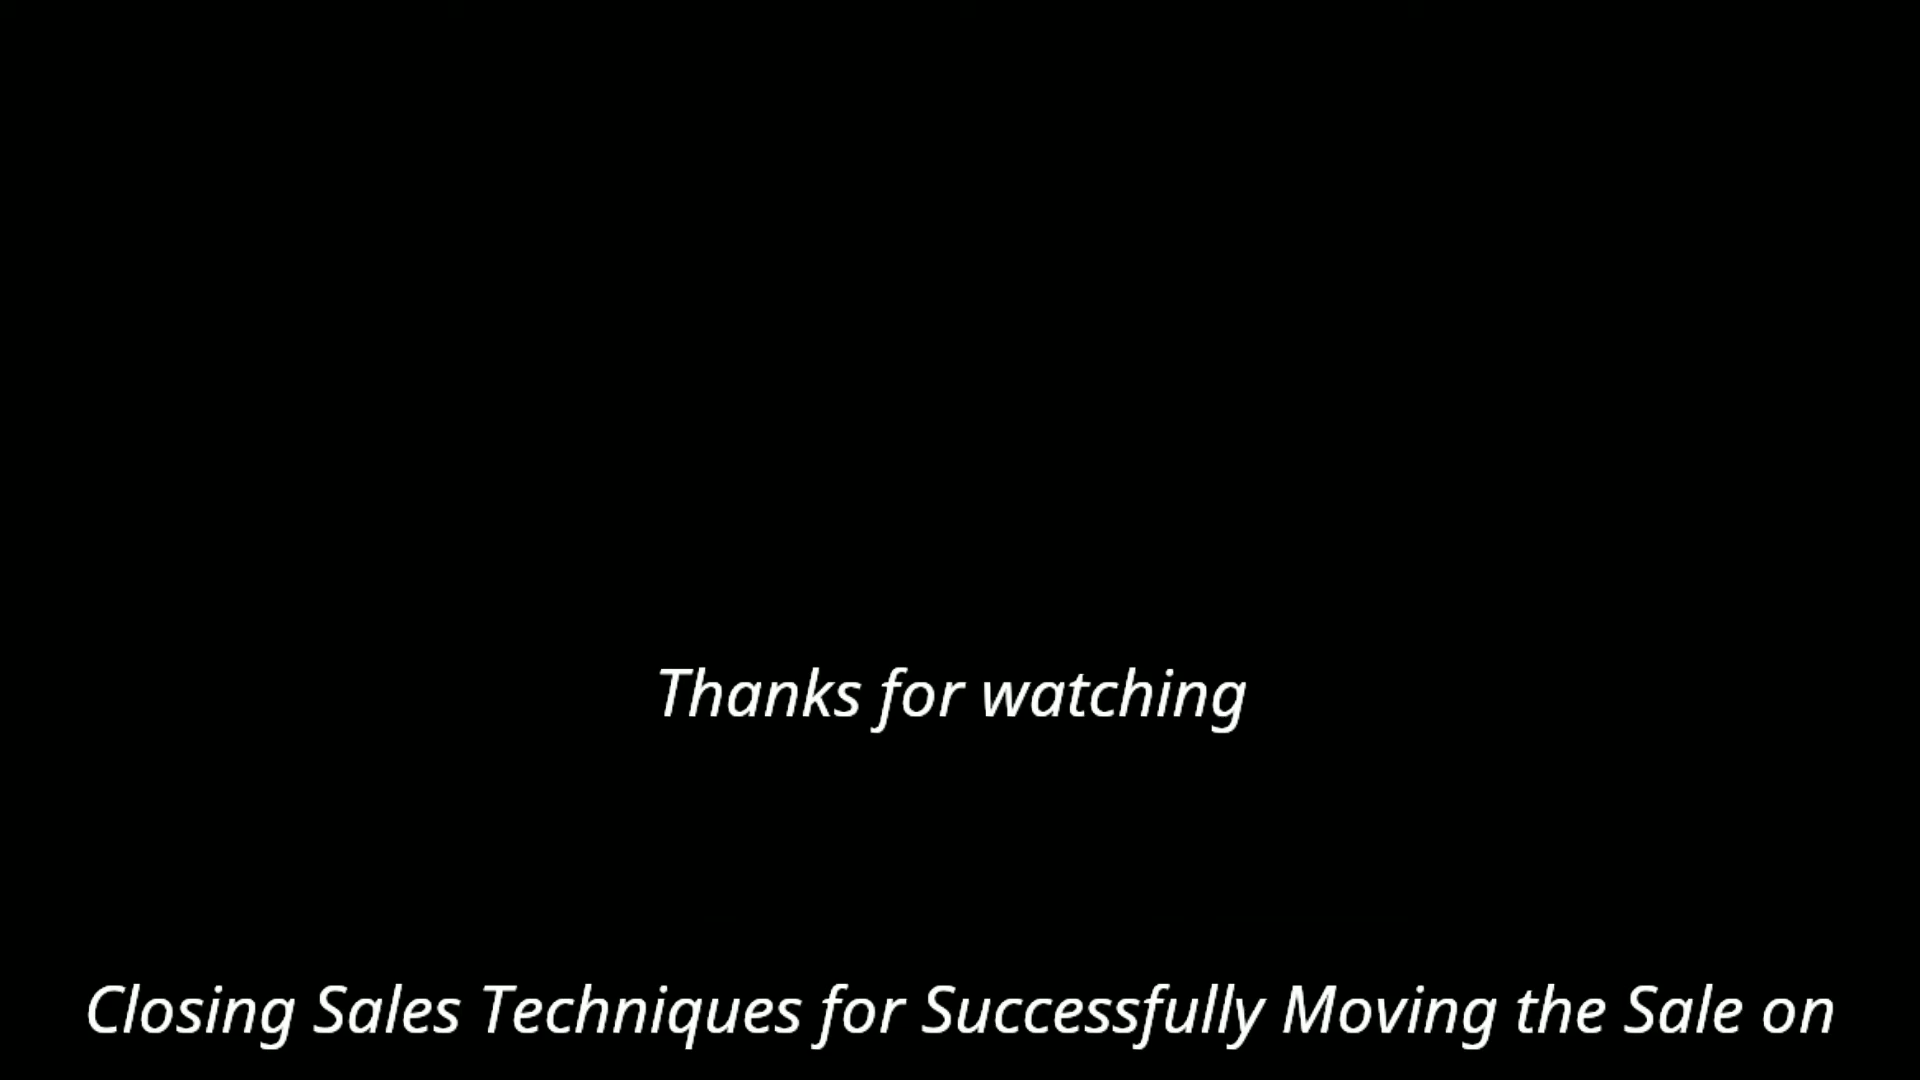 Thanks for watching
Closing Sales Techniques for Successfully Moving the Sale on